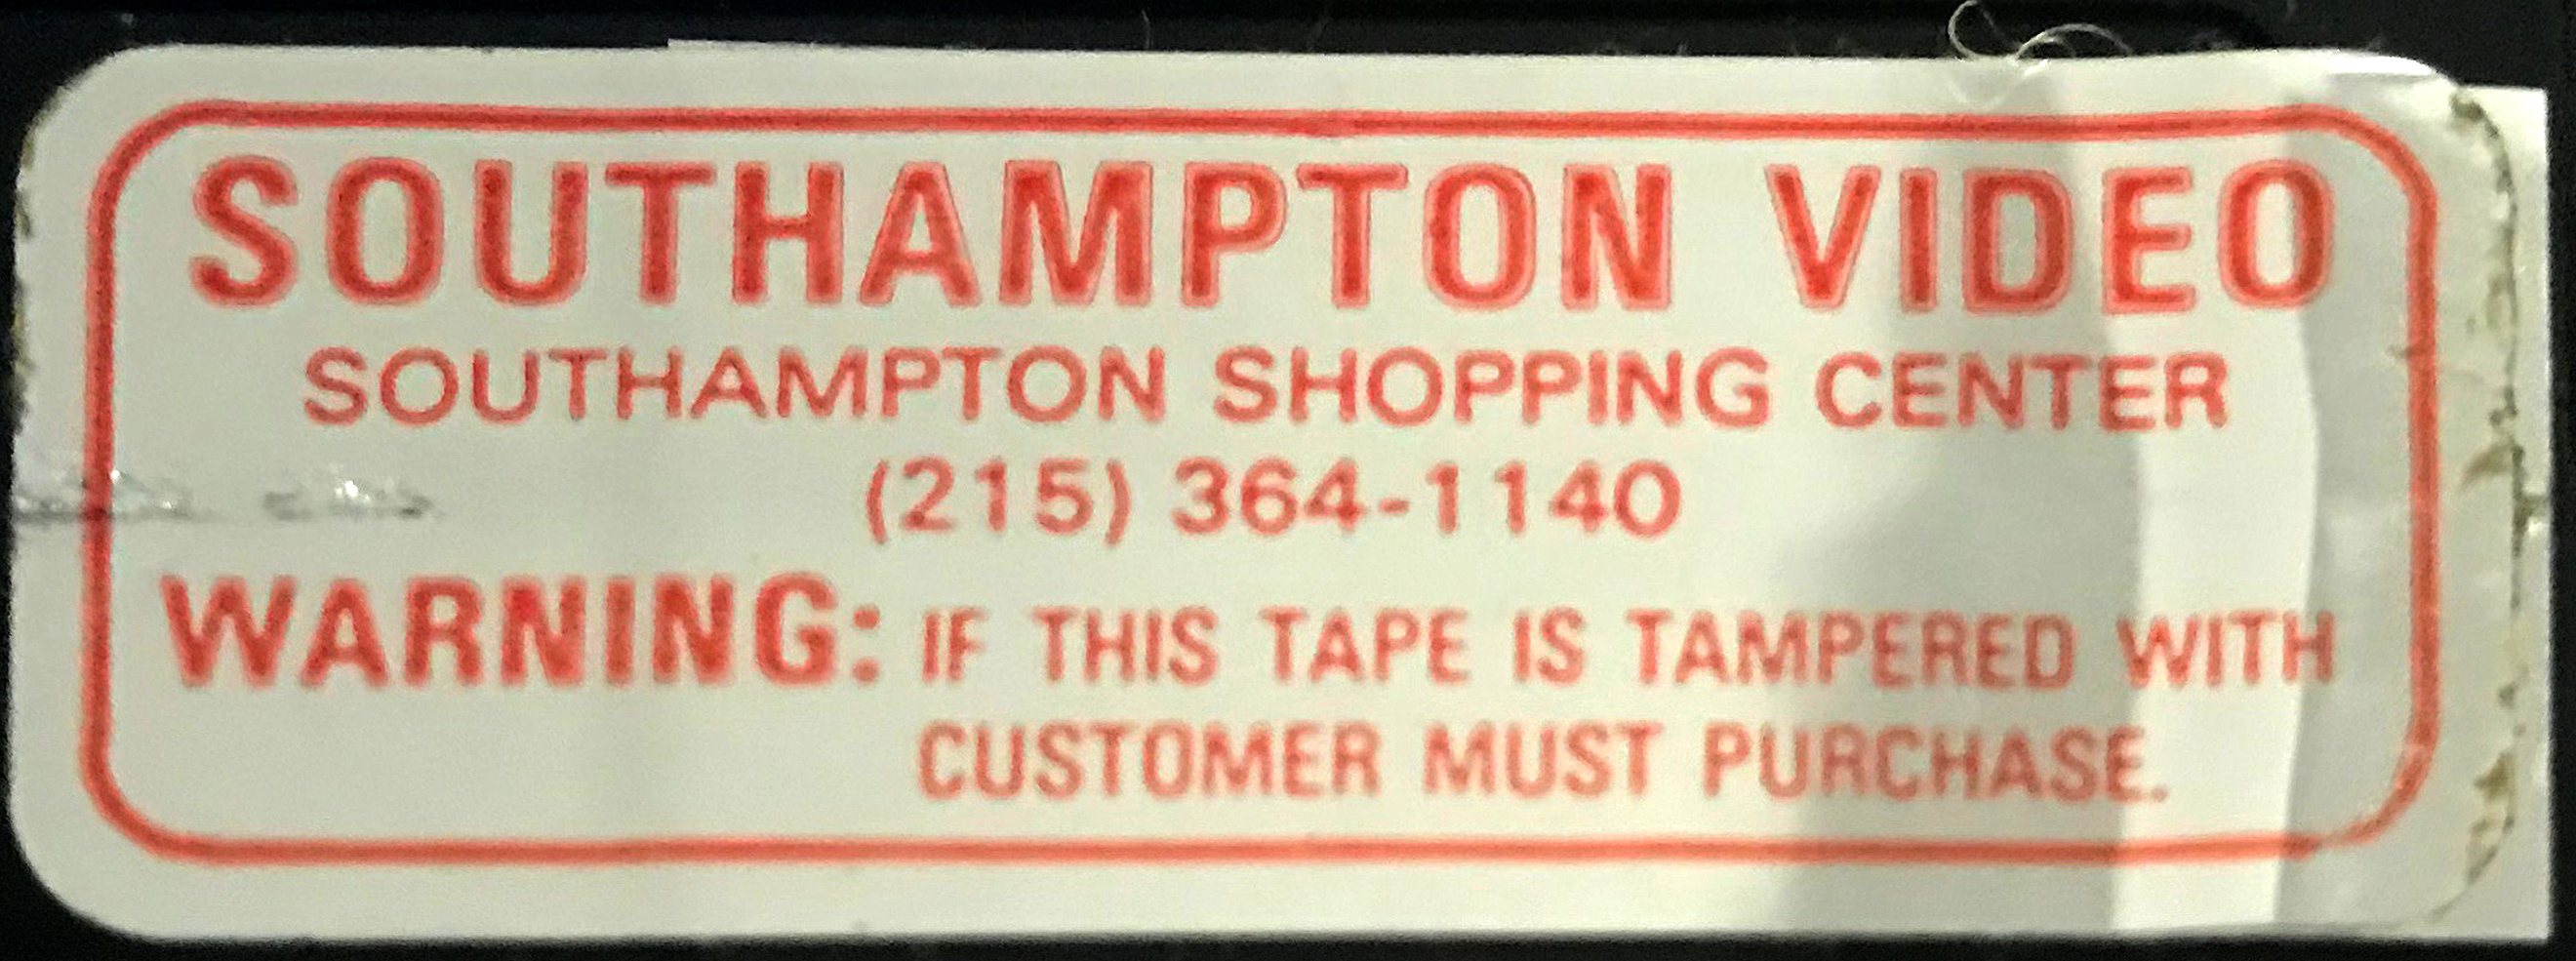 SOUTHAMPTON VIDEO
SOUTHAMPTON SHOPPING CENTER
(215) 364-1140
WARNING: IF THIS TAPE IS TAMPERED WITH
CUSTOMER MUST PURCHASE.